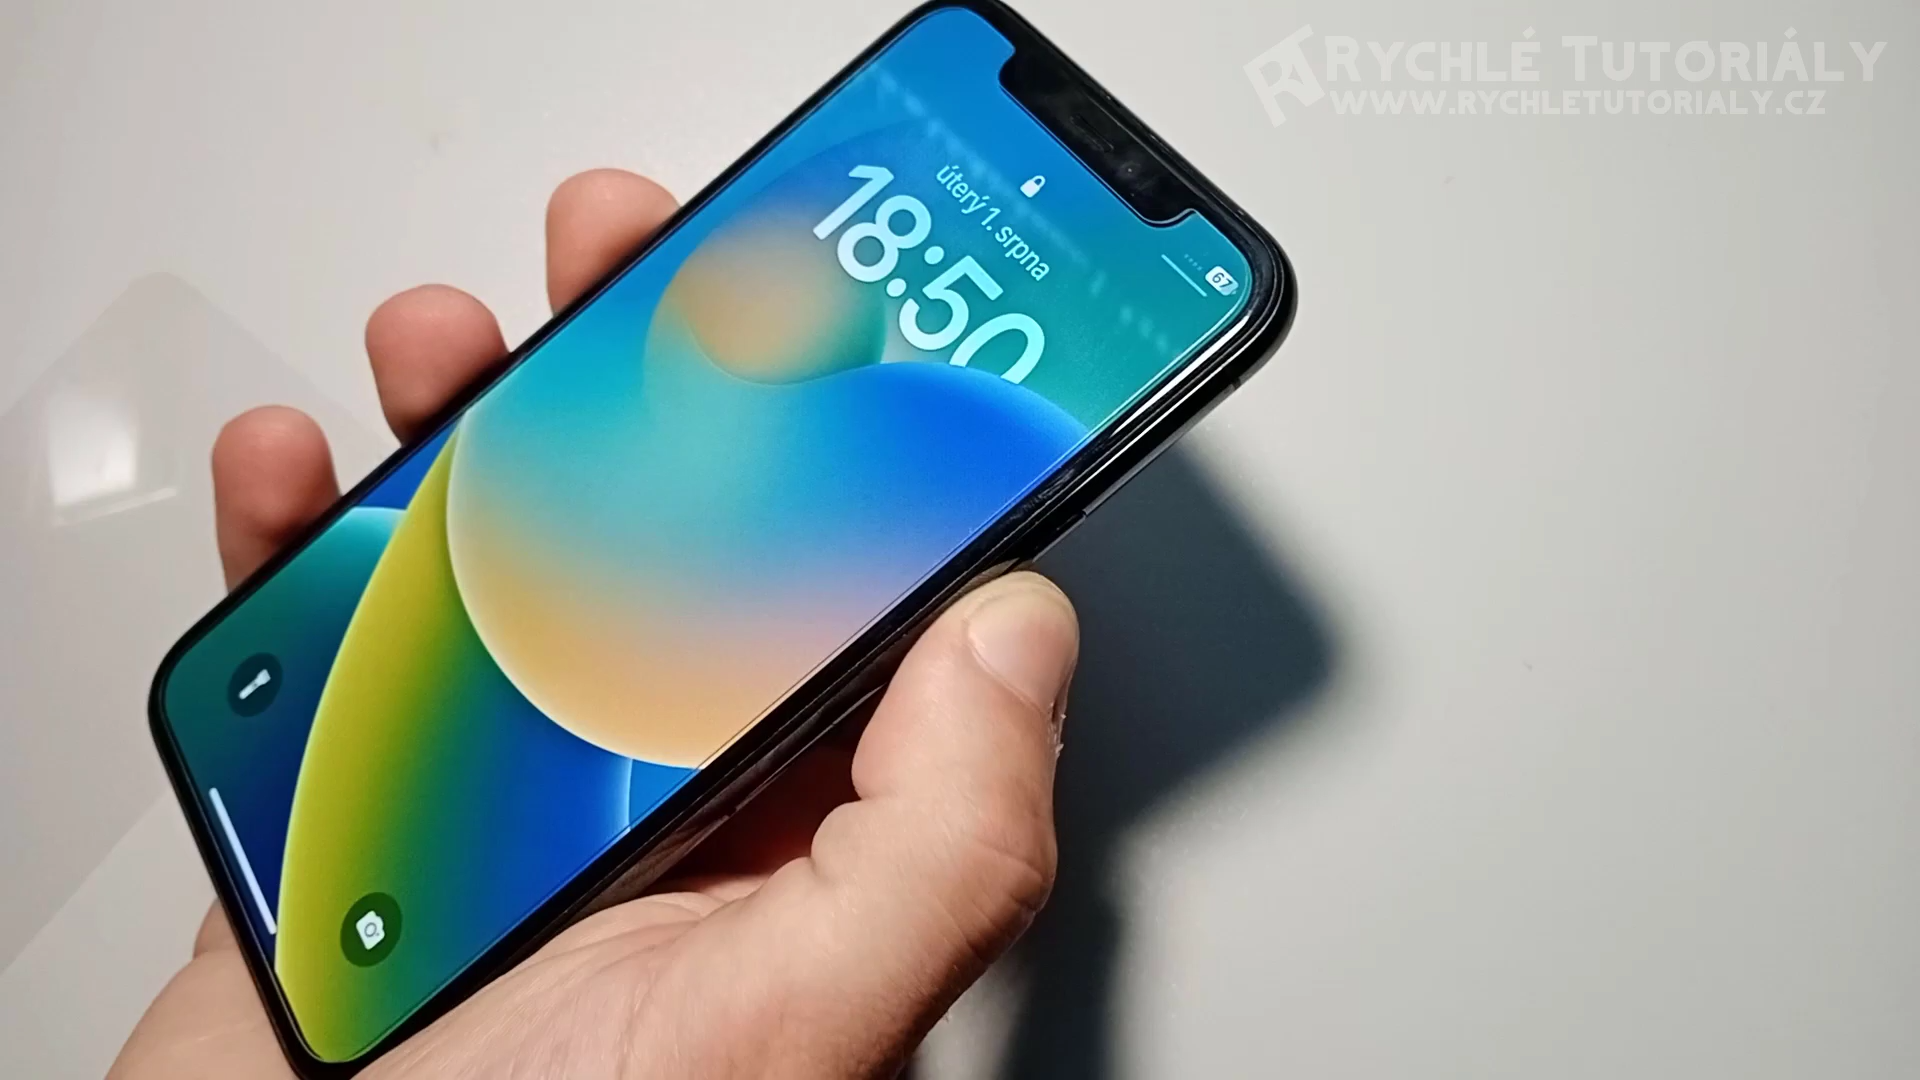 RYCHLÉ TUTORIÁLY
WWW.RYCHLETUTORIALY.CZ
67
úterý 1. srpna
18:50